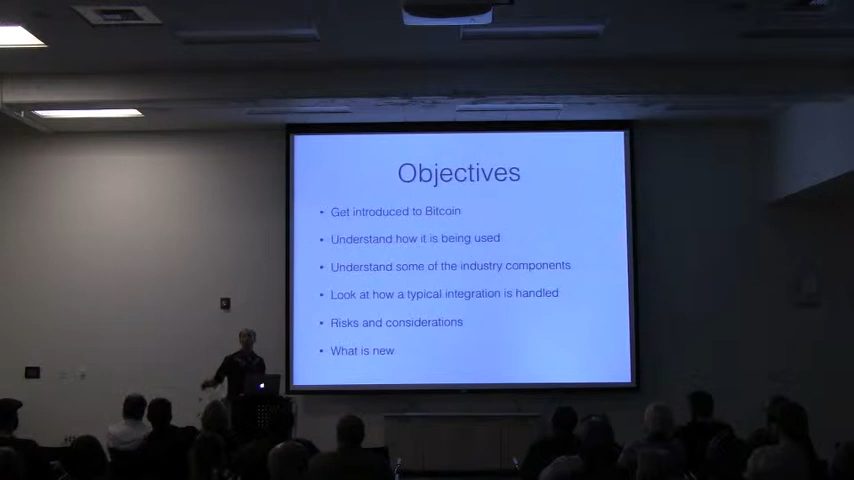 Objectives
• Get introduced to Bitcoin
• Understand how it is being used
• Understand some of the industry components
• Look at how a typical integration is handled
• Risks and considerations
• What is new